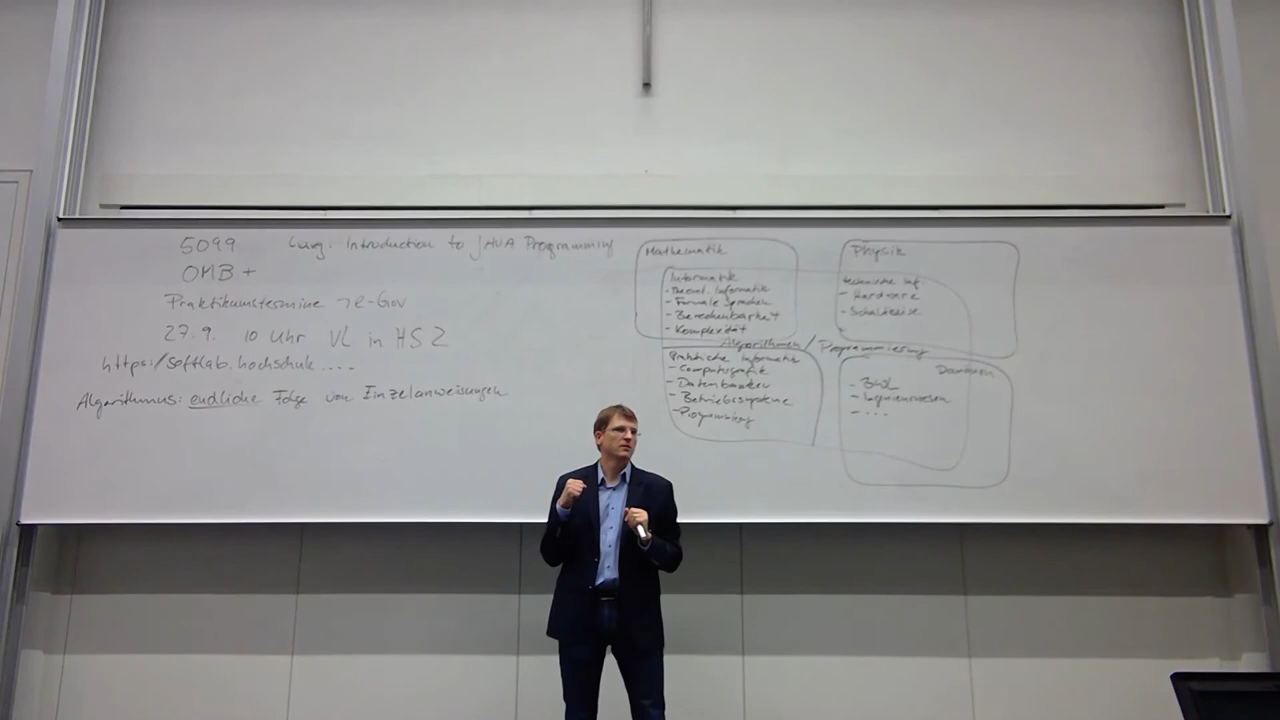 5099 Lwg: Introduction to JAVA Programming
OMB +
Praktikumstermine → e-Gov
27.9. 10 Uhr VL in HS 2
https://softlab.hochschule....
Algorithmus: endliche Folge von Einzelanweisungen
Mathematik
Informatik
- Theoret. Informatik
- Formale Sprachen
- Berechenbarkeit
- Komplexität
Physik
technische Inf.
- Hardware
- Schaltkreise
Algorithmen / Programmierung
Praktische Informatik
- Computergrafik
- Datenbanken
- Betriebssysteme
- Programmierung
Domänen
- BWL
- Ingenieurwesen
- ...